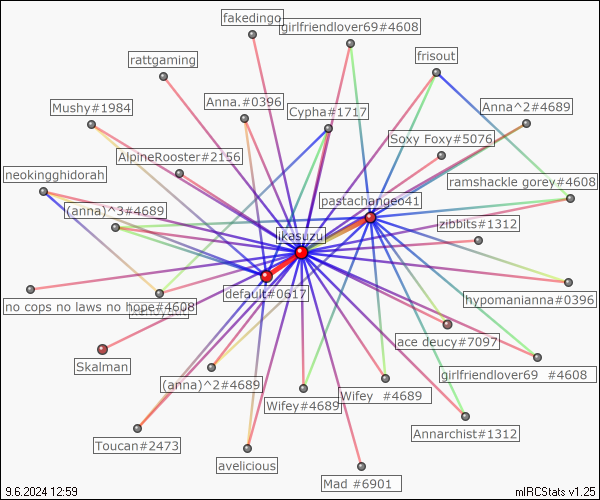 fakedingo
girlfriendlover69#4608
frisout
rattgaming
Mushy#1984
Anna.#0396
Cypha#1717
Anna^2#4689
Soxy Foxy#5076
AlpineRooster#2156
neokingghidorah
ramshackle gorey#4608
pastachangeo41
(anna)^3#4689
zibbits#1312
ikasuzu
default#0617
no cops no laws no hope#4608
hypomanianna#0396
ace deucy#7097
Skalman
girlfriendlover69 #4608
(anna)^2#4689
Wifey#4689
Wifey #4689
Annarchist#1312
Toucan#2473
avelicious
Mad #6901
9.6.2024 12:59
mIRCStats v1.25